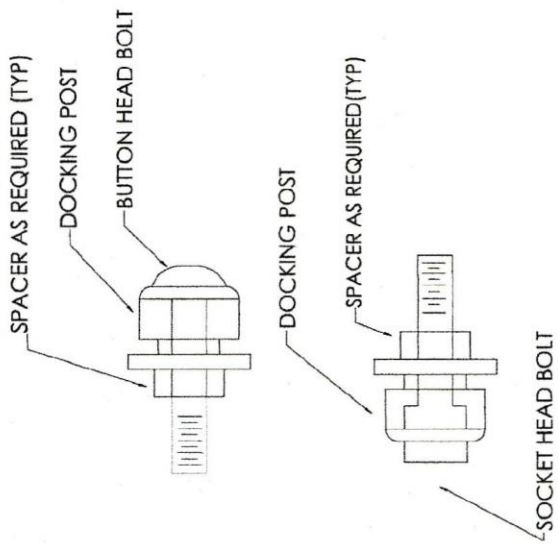 SPACER AS REQUIRED (TYP)
DOCKING POST
BUTTON HEAD BOLT
SPACER AS REQUIRED(TYP)
DOCKING POST
SOCKET HEAD BOLT